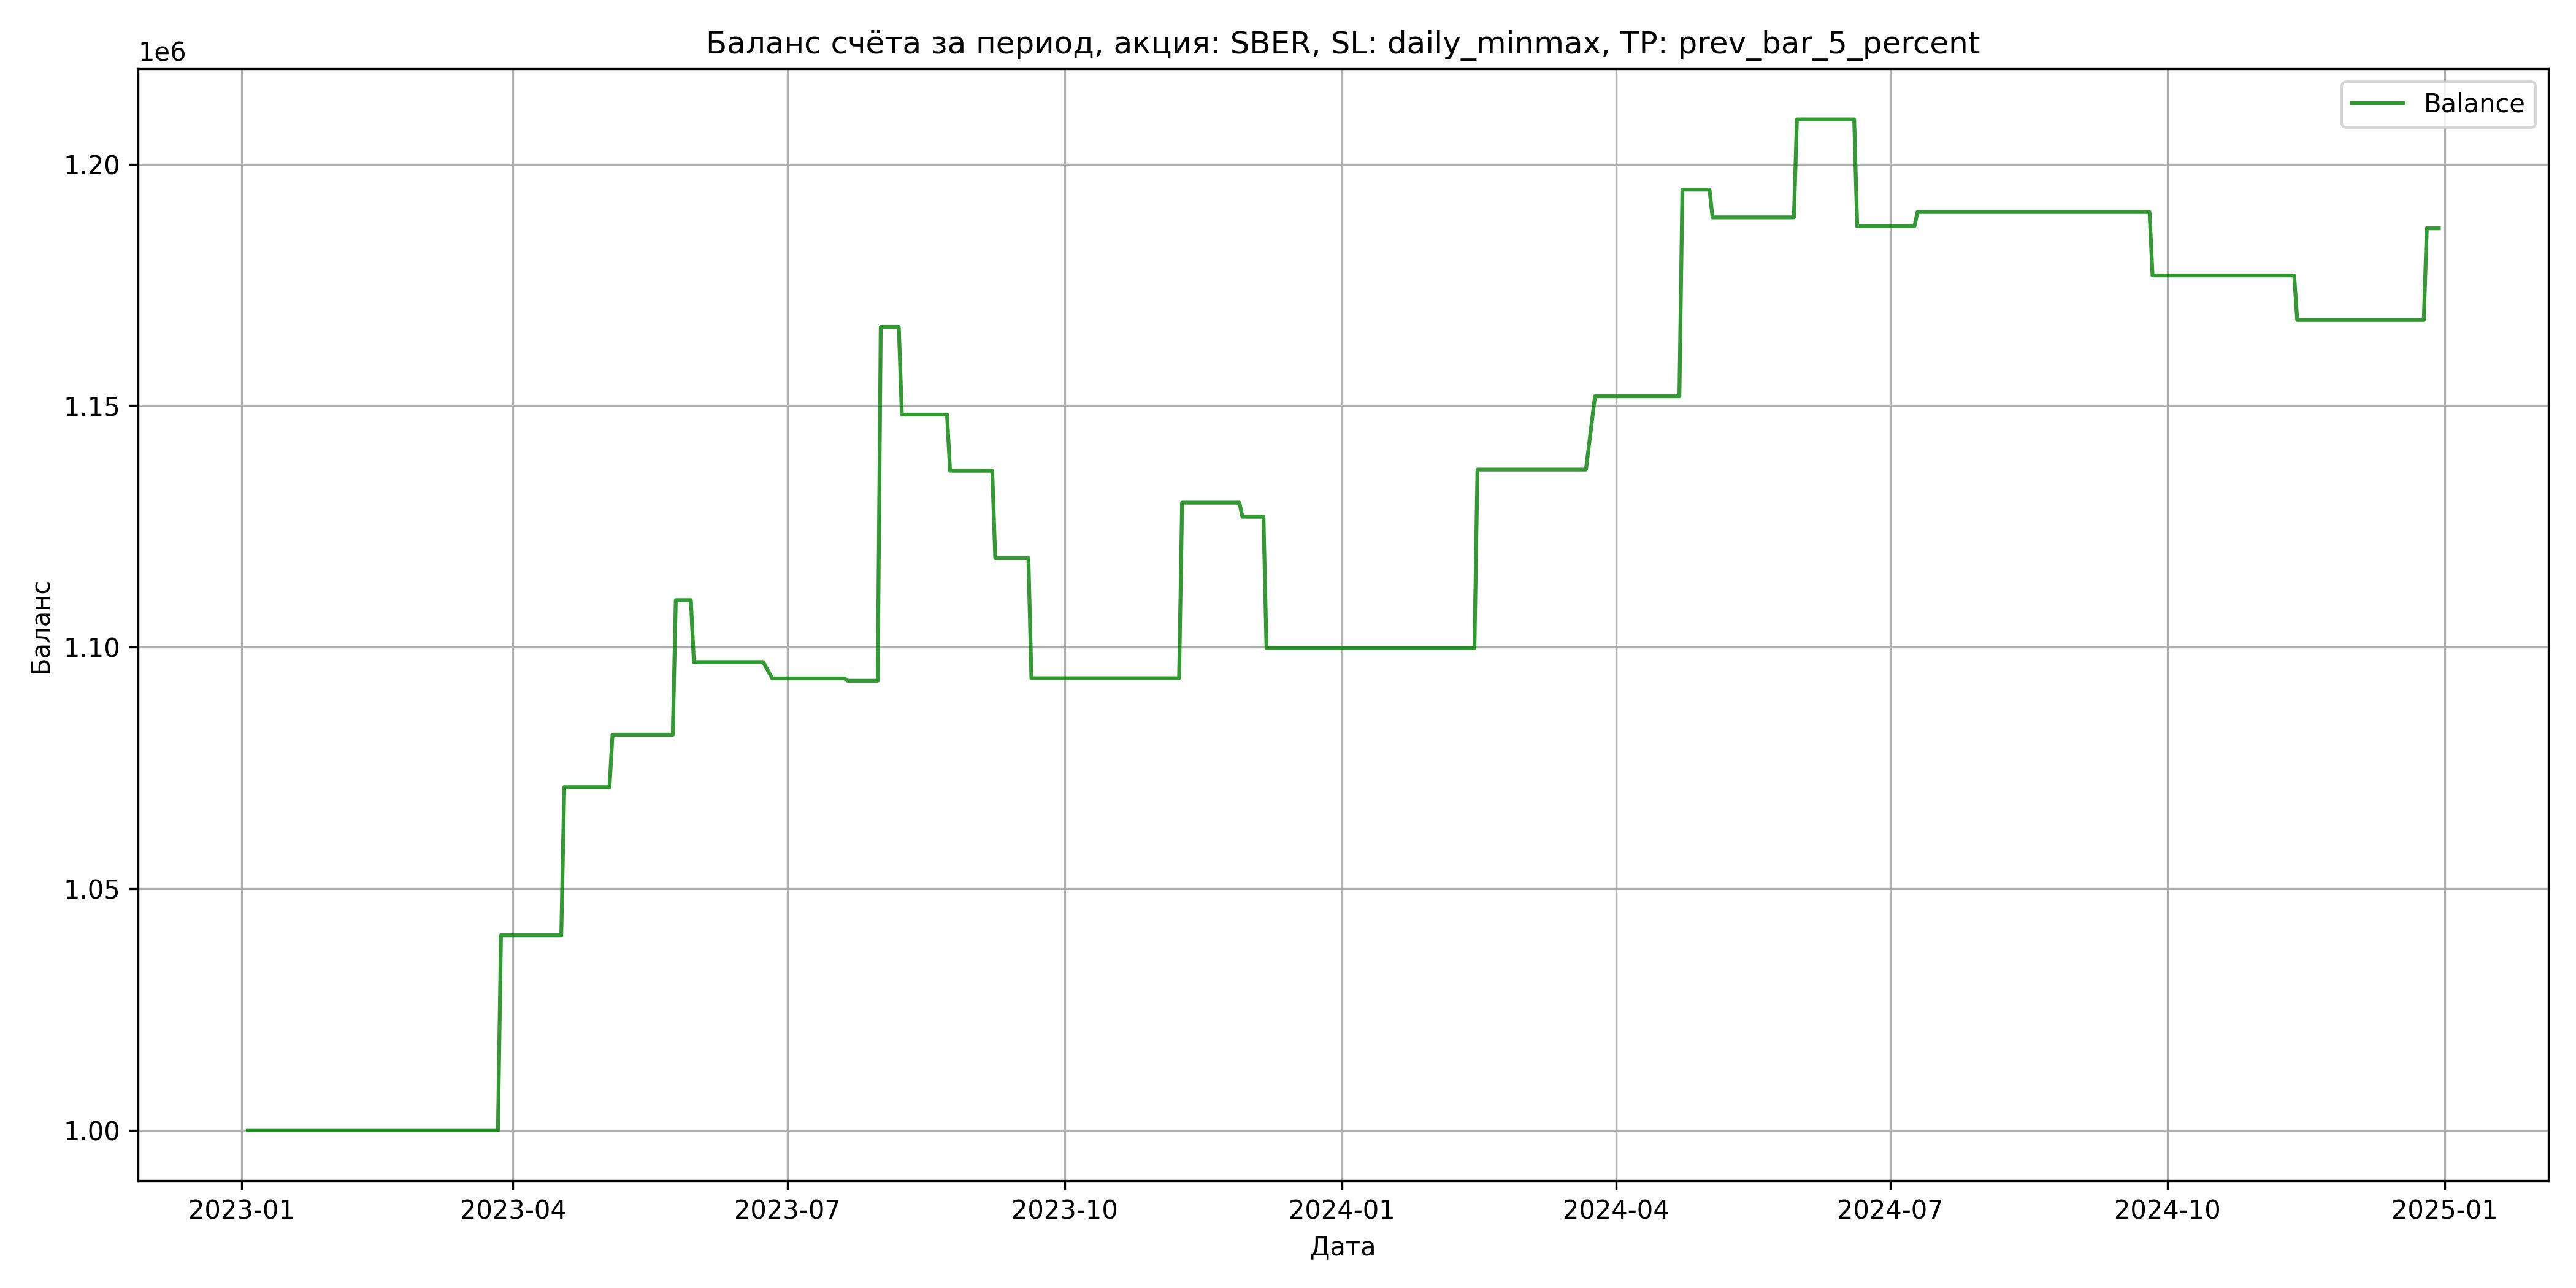 Баланс счёта за период, акция: SBER, SL: daily_minmax, TP: prev_bar_5_percent
1e6
Balance
1.20
1.15
1.10
1.05
1.00
Баланс
2023-01 2023-04 2023-07 2023-10 2024-01 2024-04 2024-07 2024-10 2025-01
Дата